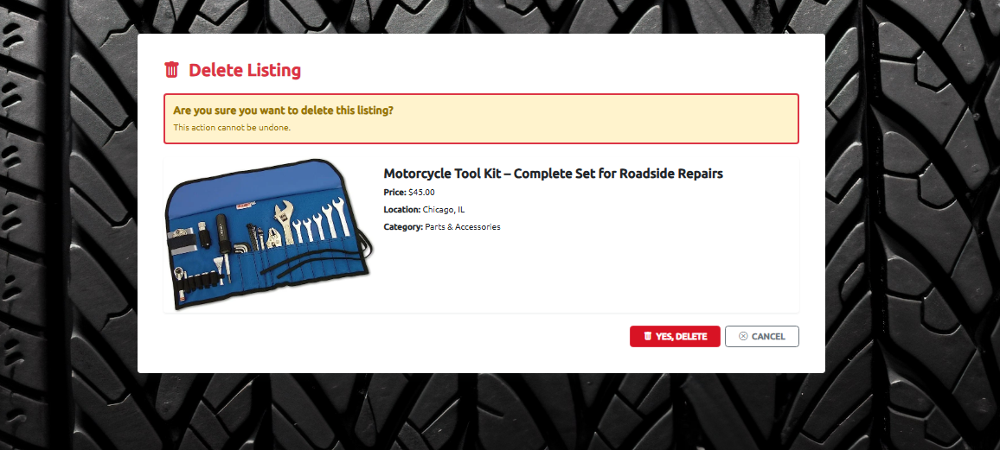 Delete Listing
Are you sure you want to delete this listing?
This action cannot be undone.
Motorcycle Tool Kit – Complete Set for Roadside Repairs
Price: $45.00
Location: Chicago, IL
Category: Parts & Accessories
YES, DELETE
CANCEL